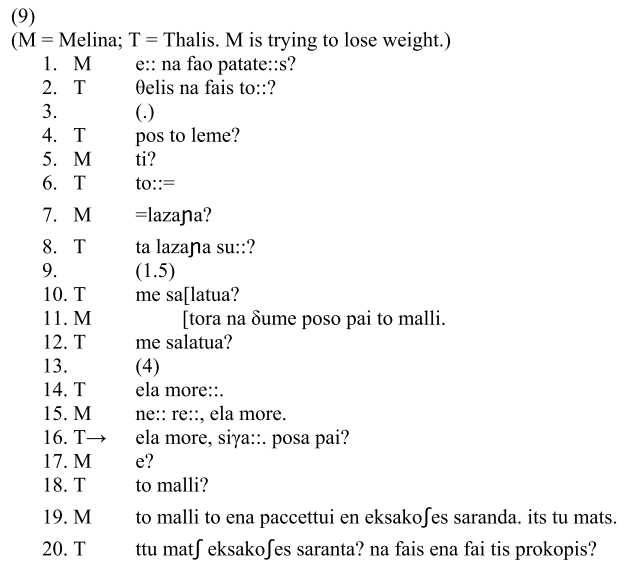 (9)
(M = Melina; T = Thalis. M is trying to lose weight.)
1. M e:: na fao patate::s?
2. T θelis na fais to::?
3. (.)
4. T pos to leme?
5. M ti?
6. T to::=
7. M =lazaɲa?
8. T ta lazaɲa su::?
9. (1.5)
10. T me sa[latua?
11. M [tora na δume poso pai to malli.
12. T me salatua?
13. (4)
14. T ela more::.
15. M ne:: re::, ela more.
16. T→ ela more, siγa::. posa pai?
17. M e?
18. T to malli?
19. M to malli to ena paccettui en eksakoʃes saranda. its tu mats.
20. T ttu matʃ eksakoʃes saranta? na fais ena fai tis prokopis?